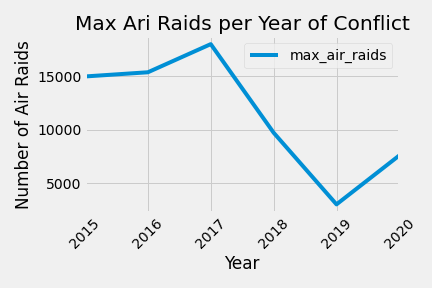 Max Ari Raids per Year of Conflict
max_air_raids
Number of Air Raids
15000
10000
5000
2015
2016
2017
2018
2019
2020
Year